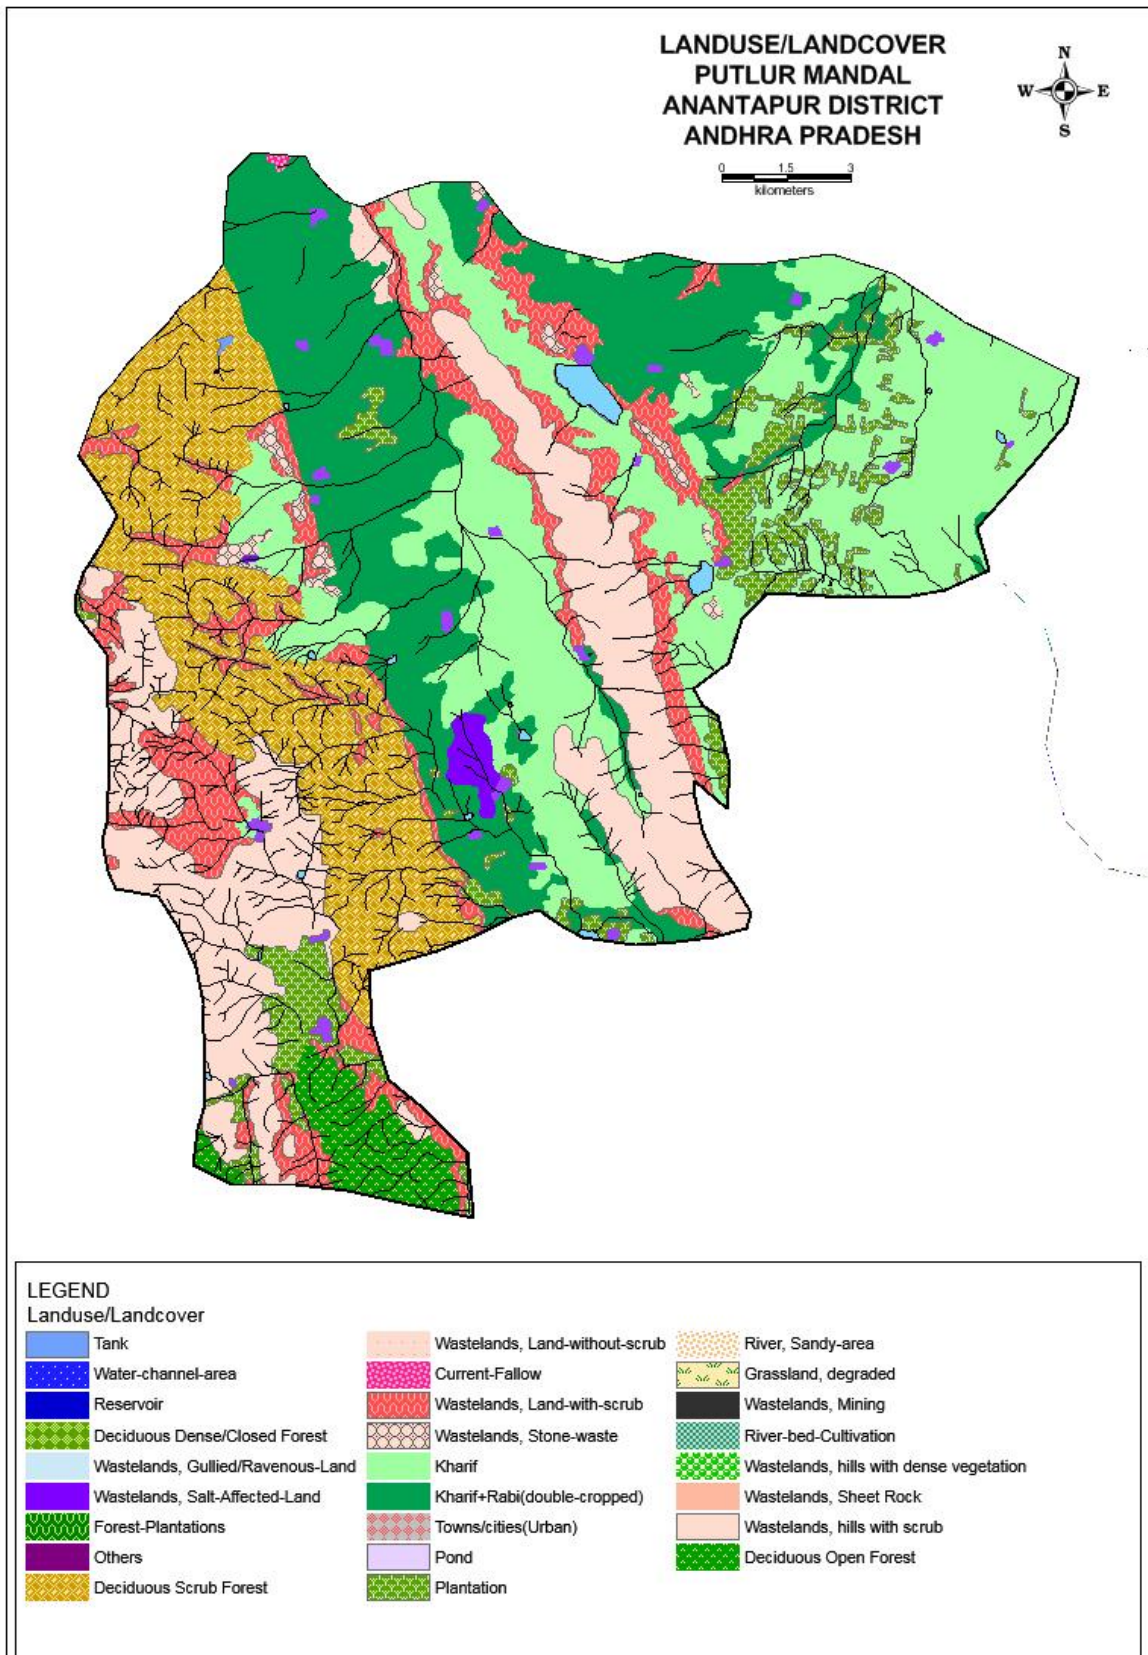 LANDUSE/LANDCOVER
PUTLUR MANDAL
ANANTAPUR DISTRICT
ANDHRA PRADESH
N
W E
S
0 1.5 3
kilometers
LEGEND
Landuse/Landcover
Tank
Water-channel-area
Reservoir
Deciduous Dense/Closed Forest
Wastelands, Gullied/Ravenous-Land
Wastelands, Salt-Affected-Land
Forest-Plantations
Others
Deciduous Scrub Forest
Wastelands, Land-without-scrub
Current-Fallow
Wastelands, Land-with-scrub
Wastelands, Stone-waste
Kharif
Kharif+Rabi(double-cropped)
Towns/cities(Urban)
Pond
Plantation
River, Sandy-area
Grassland, degraded
Wastelands, Mining
River-bed-Cultivation
Wastelands, hills with dense vegetation
Wastelands, Sheet Rock
Wastelands, hills with scrub
Deciduous Open Forest